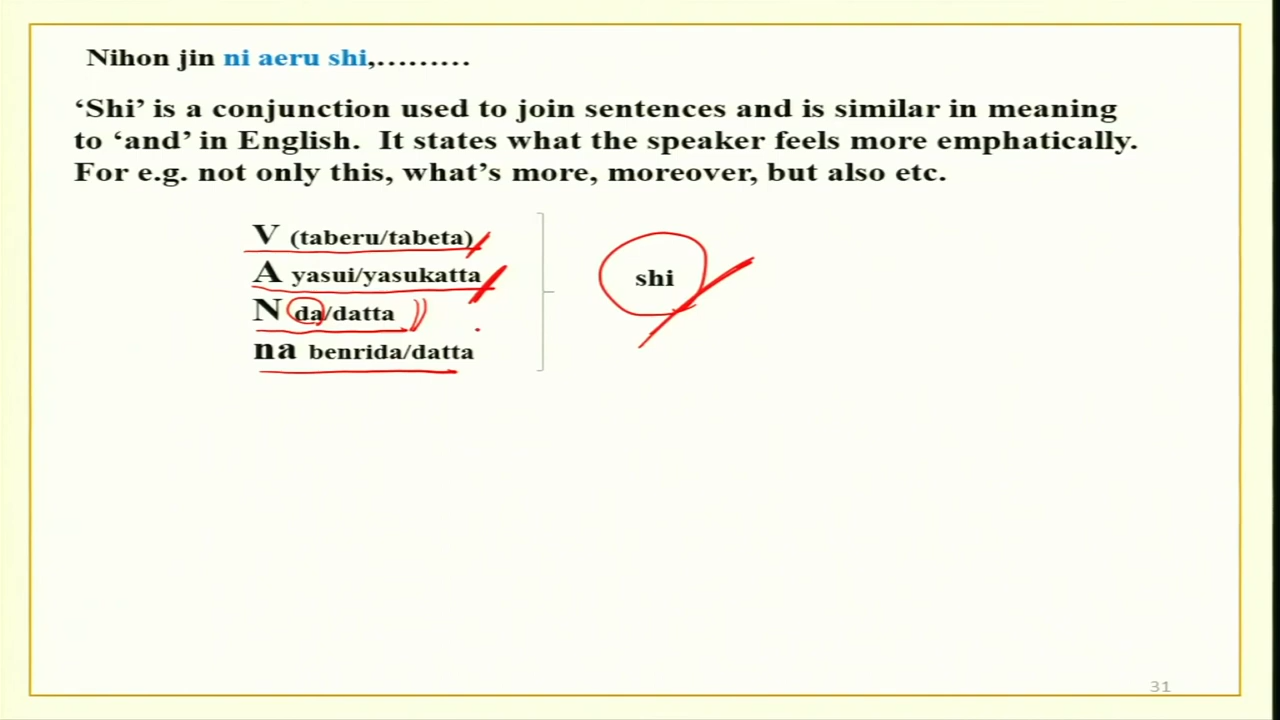 Nihon jin ni aeru shi,………
‘Shi’ is a conjunction used to join sentences and is similar in meaning
to ‘and’ in English. It states what the speaker feels more emphatically.
For e.g. not only this, what’s more, moreover, but also etc.
V (taberu/tabeta)
A yasui/yasukatta
N da/datta
na benrida/datta
shi
31